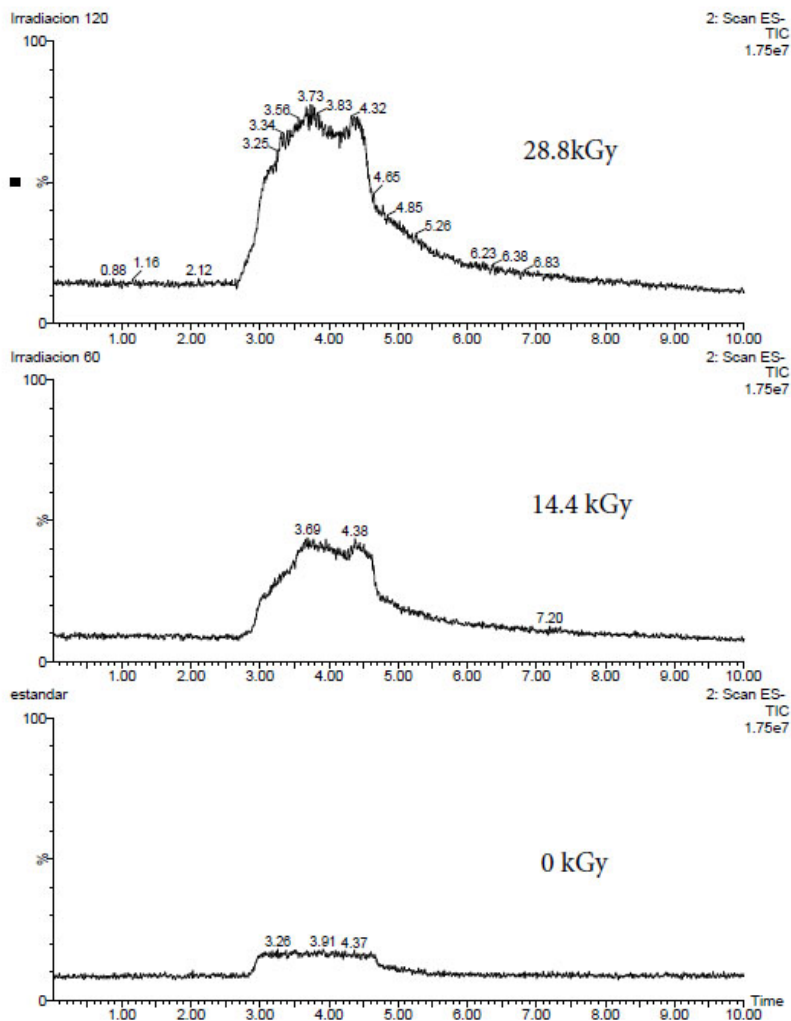 Irradiacion 120
2: Scan ES-
TIC
1.75e7
100
%
0
3.73
3.56 3.83 4.32
3.34
3.25
28.8kGy
4.65
4.85
5.26
0.88 1.16 2.12
6.23 6.38 6.83
1.00 2.00 3.00 4.00 5.00 6.00 7.00 8.00 9.00 10.00
Irradiacion 60
2: Scan ES-
TIC
1.75e7
100
%
0
14.4 kGy
3.69 4.38
7.20
1.00 2.00 3.00 4.00 5.00 6.00 7.00 8.00 9.00 10.00
estandar
2: Scan ES-
TIC
1.75e7
100
%
0
0 kGy
3.26 3.91 4.37
Time
1.00 2.00 3.00 4.00 5.00 6.00 7.00 8.00 9.00 10.00